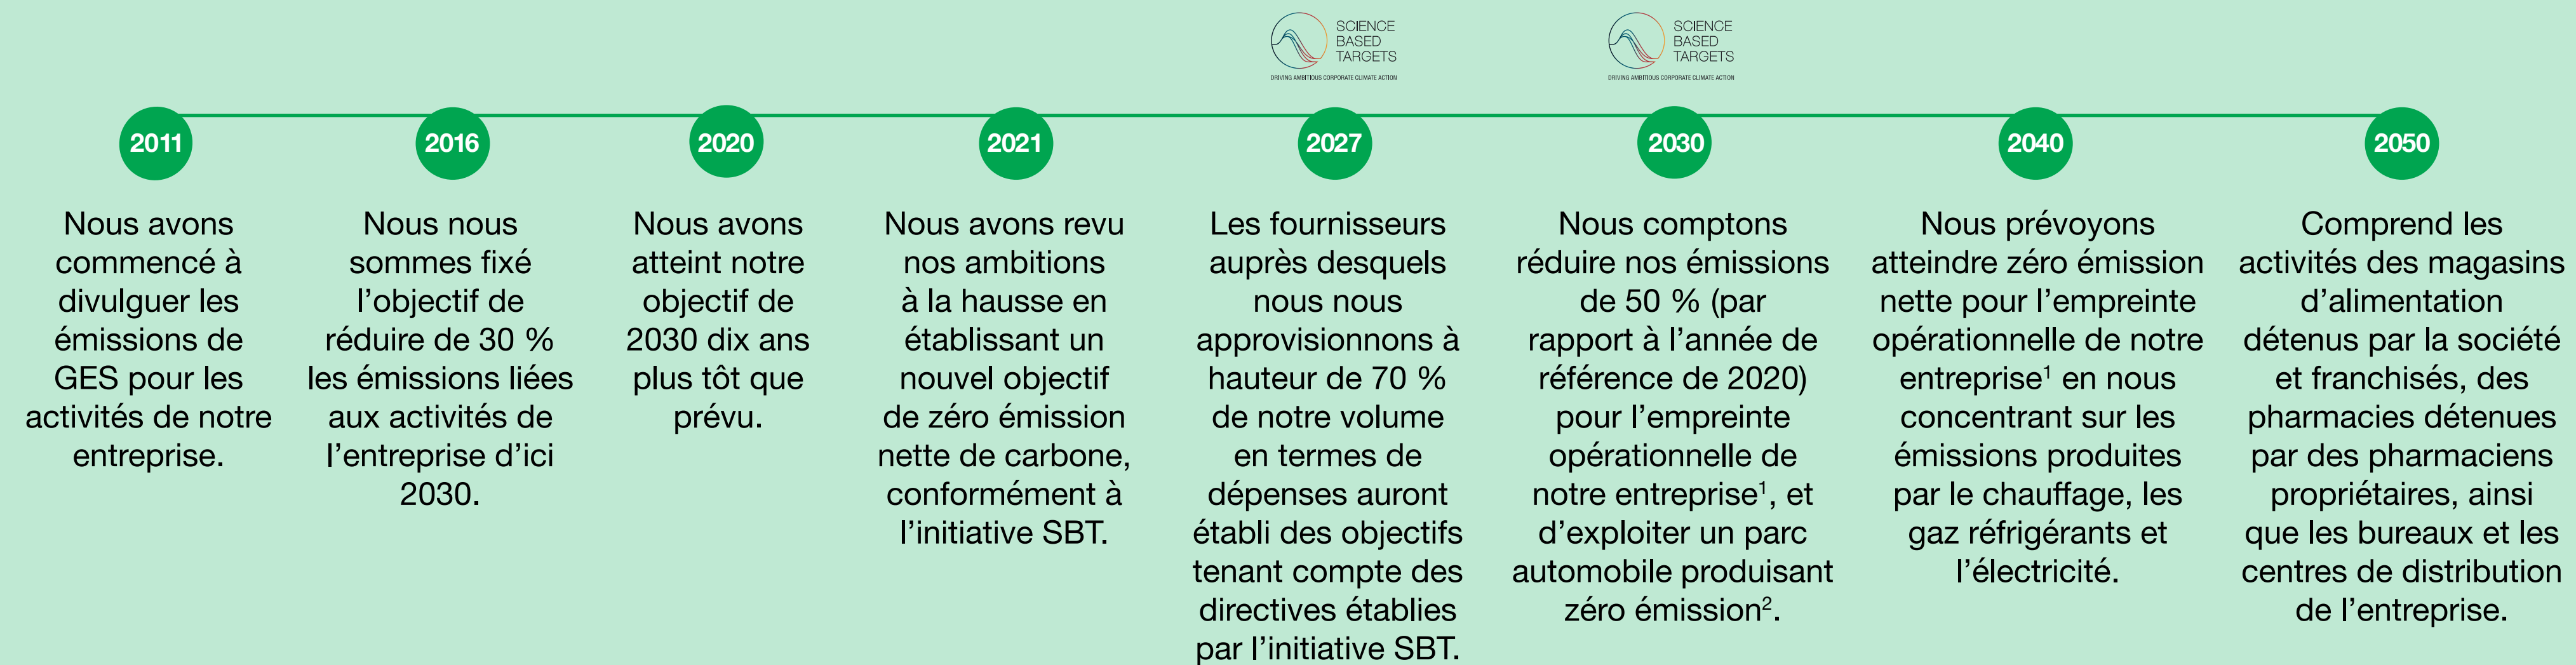 SCIENCE
BASED
TARGETS
DRIVING AMBITIOUS CORPORATE CLIMATE ACTION
SCIENCE
BASED
TARGETS
DRIVING AMBITIOUS CORPORATE CLIMATE ACTION
2011
Nous avons
commencé à
divulguer les
émissions de
GES pour les
activités de notre
entreprise.
2016
Nous nous
sommes fixé
l’objectif de
réduire de 30 %
les émissions liées
aux activités de
l’entreprise d’ici
2030.
2020
Nous avons
atteint notre
objectif de
2030 dix ans
plus tôt que
prévu.
2021
Nous avons revu
nos ambitions
à la hausse en
établissant un
nouvel objectif
de zéro émission
nette de carbone,
conformément à
l’initiative SBT.
2027
Les fournisseurs
auprès desquels
nous nous
approvisionnons à
hauteur de 70 %
de notre volume
en termes de
dépenses auront
établi des objectifs
tenant compte des
directives établies
par l’initiative SBT.
2030
Nous comptons
réduire nos émissions
de 50 % (par
rapport à l’année de
référence de 2020)
pour l’empreinte
opérationnelle de
notre entreprise¹, et
d’exploiter un parc
automobile produisant
zéro émission².
2040
Nous prévoyons
atteindre zéro émission
nette pour l’empreinte
opérationnelle de notre
entreprise¹ en nous
concentrant sur les
émissions produites
par le chauffage, les
gaz réfrigérants et
l’électricité.
2050
Comprend les
activités des magasins
d’alimentation
détenus par la société
et franchisés, des
pharmacies détenues
par des pharmaciens
propriétaires, ainsi
que les bureaux et les
centres de distribution
de l’entreprise.